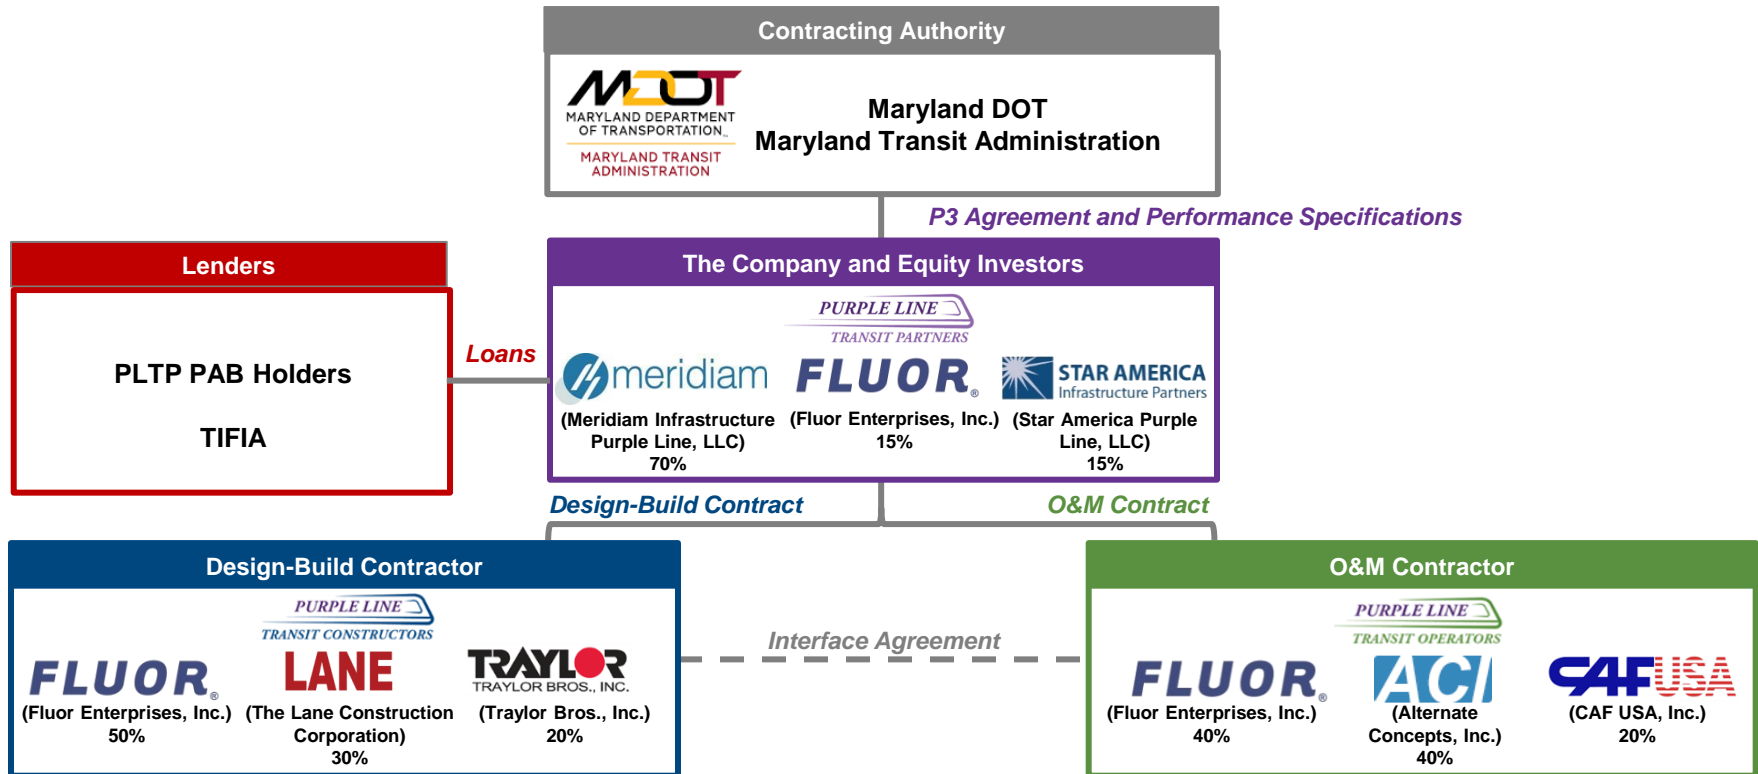 Contracting Authority
MDOT
MARYLAND DEPARTMENT
OF TRANSPORTATION™
MARYLAND TRANSIT
ADMINISTRATION
Maryland DOT
Maryland Transit Administration
P3 Agreement and Performance Specifications
Lenders
PLTP PAB Holders
TIFIA
Loans
The Company and Equity Investors
PURPLE LINE
TRANSIT PARTNERS
meridiam
(Meridiam Infrastructure
Purple Line, LLC)
70%
FLUOR®
(Fluor Enterprises, Inc.)
15%
STAR AMERICA
Infrastructure Partners
(Star America Purple
Line, LLC)
15%
Design-Build Contract
O&M Contract
Design-Build Contractor
PURPLE LINE
TRANSIT CONSTRUCTORS
FLUOR®
(Fluor Enterprises, Inc.)
50%
LANE
(The Lane Construction
Corporation)
30%
TRAYLOR
TRAYLOR BROS., INC.
(Traylor Bros., Inc.)
20%
Interface Agreement
O&M Contractor
PURPLE LINE
TRANSIT OPERATORS
FLUOR®
(Fluor Enterprises, Inc.)
40%
ACI
(Alternate
Concepts, Inc.)
40%
CAFUSA
(CAF USA, Inc.)
20%